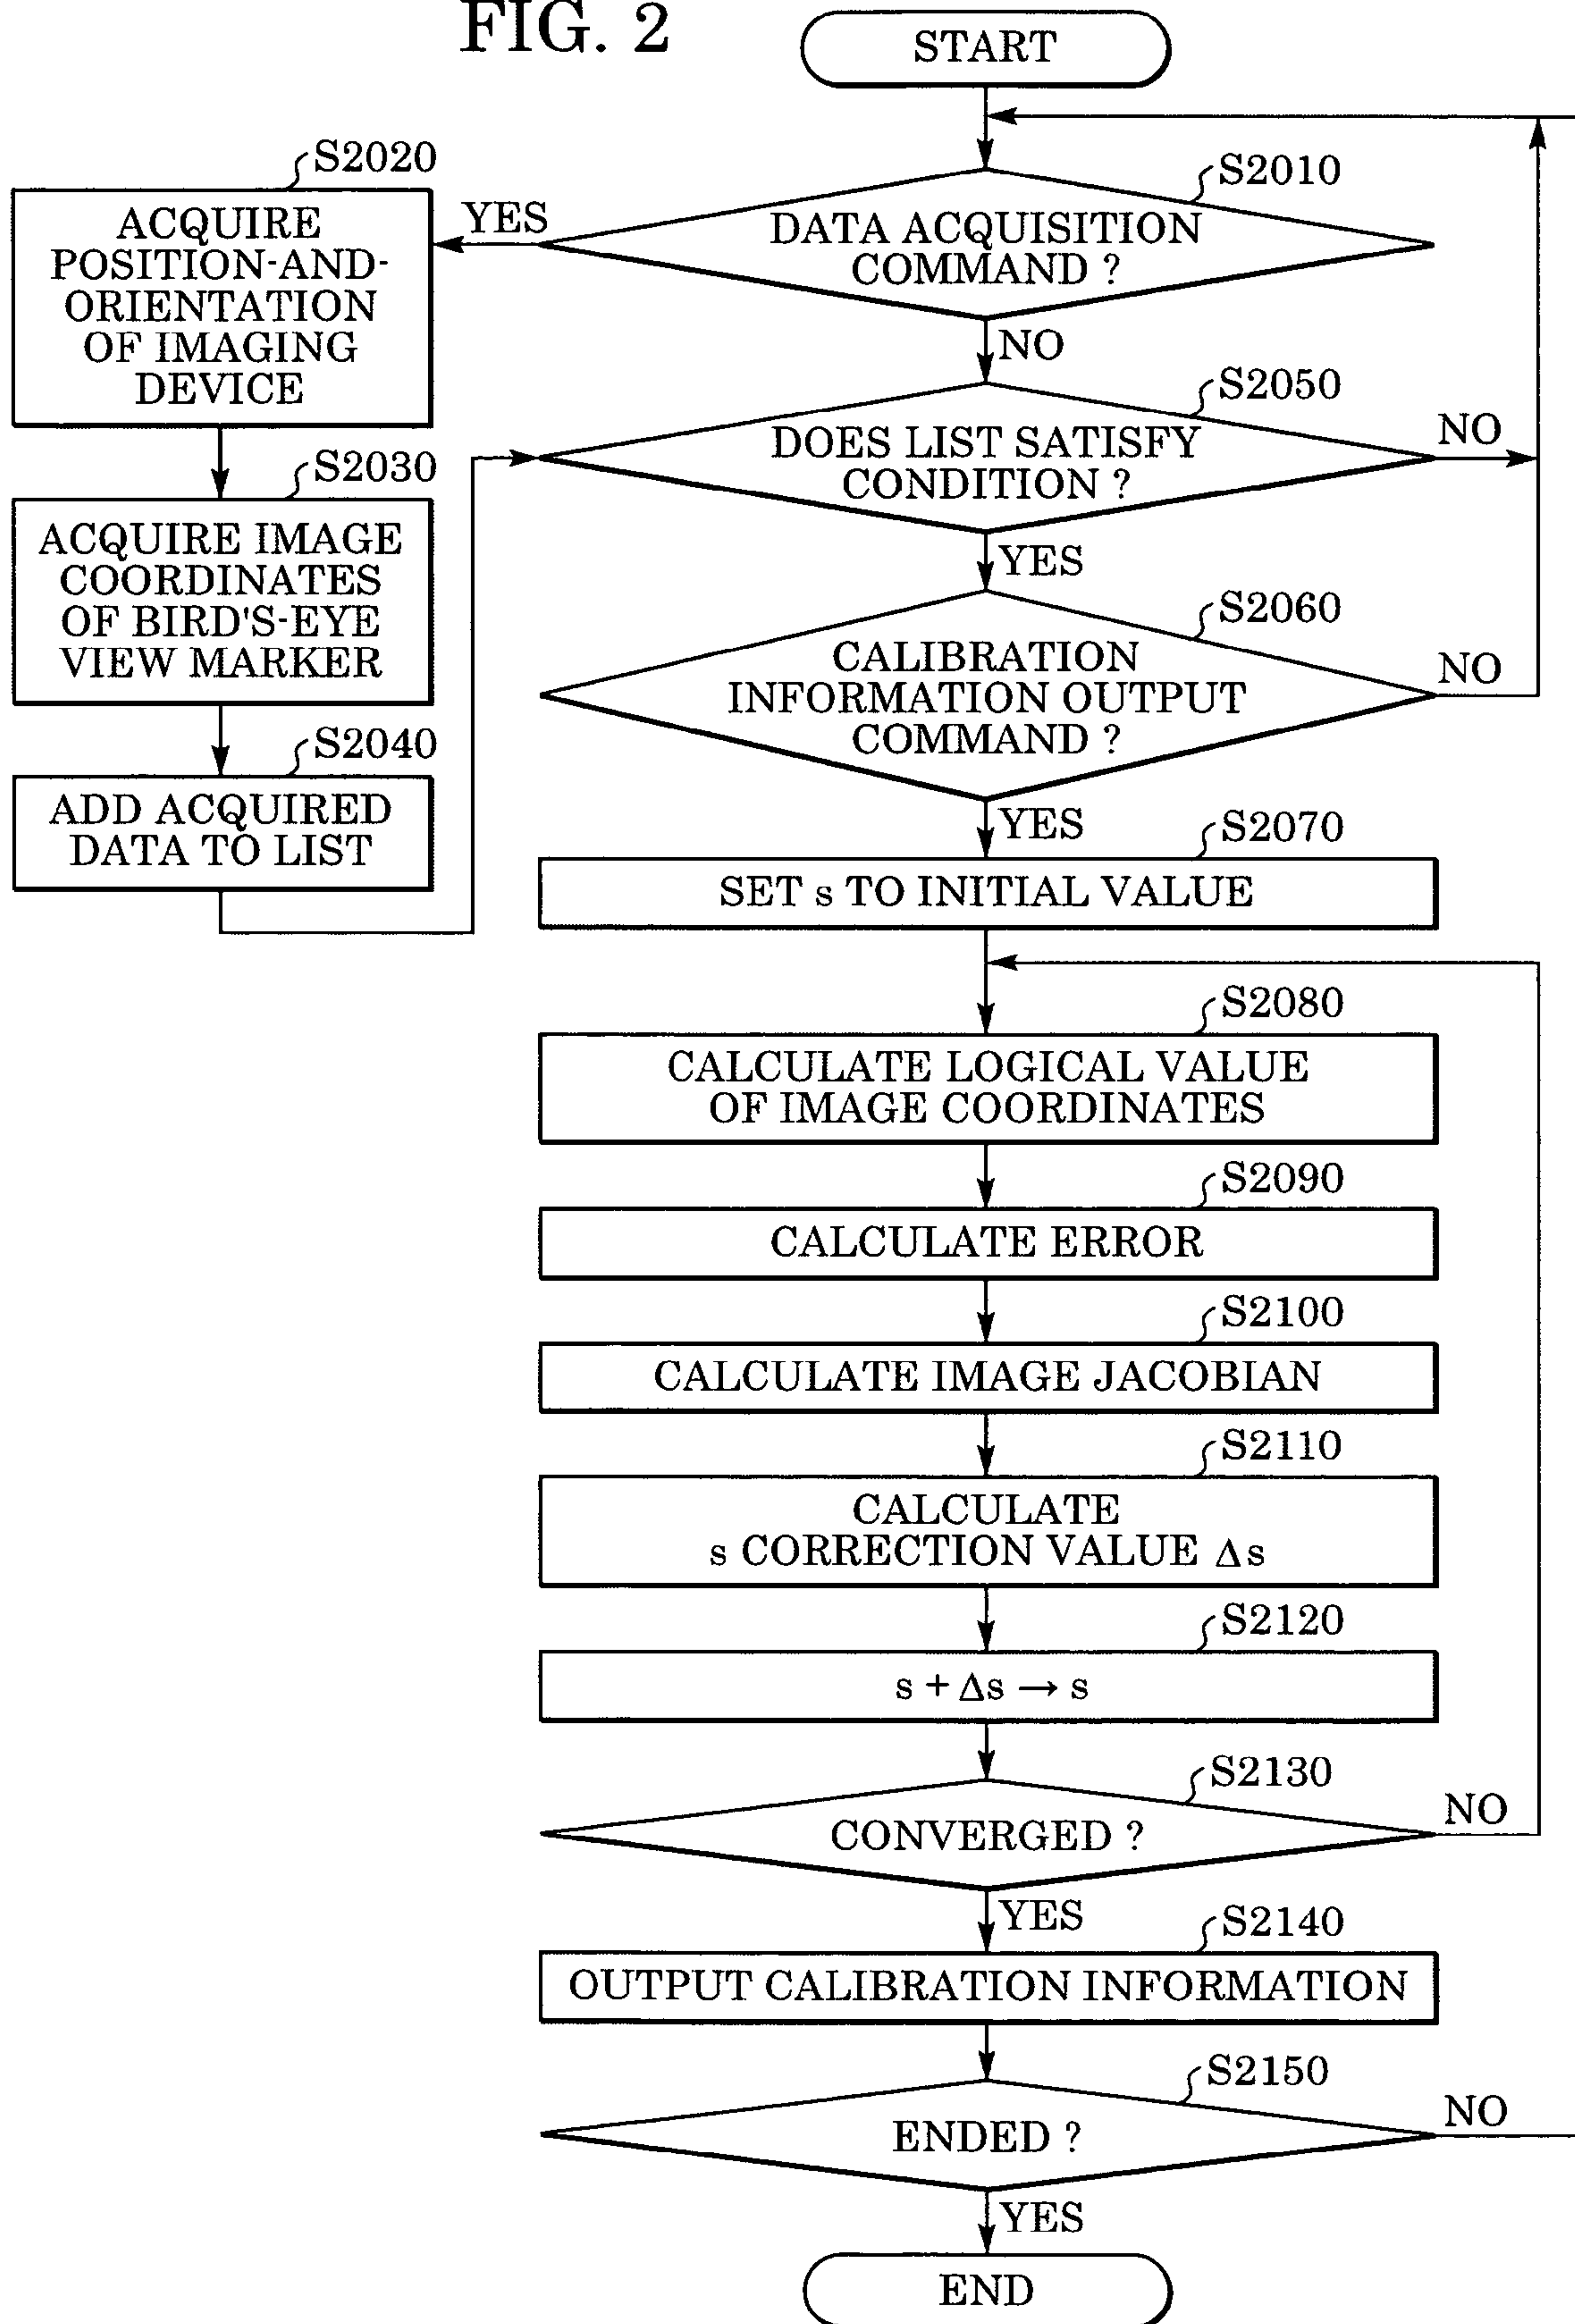 FIG. 2
START
S2010
DATA ACQUISITION
COMMAND ?
YES
NO
S2020
ACQUIRE
POSITION-AND-
ORIENTATION
OF IMAGING
DEVICE
S2030
ACQUIRE IMAGE
COORDINATES
OF BIRD'S-EYE
VIEW MARKER
S2040
ADD ACQUIRED
DATA TO LIST
S2050
DOES LIST SATISFY
CONDITION ?
NO
YES
S2060
CALIBRATION
INFORMATION OUTPUT
COMMAND ?
NO
YES
S2070
SET s TO INITIAL VALUE
S2080
CALCULATE LOGICAL VALUE
OF IMAGE COORDINATES
S2090
CALCULATE ERROR
S2100
CALCULATE IMAGE JACOBIAN
S2110
CALCULATE
s CORRECTION VALUE Δs
S2120
s + Δs → s
S2130
CONVERGED ?
NO
YES
S2140
OUTPUT CALIBRATION INFORMATION
S2150
ENDED ?
NO
YES
END